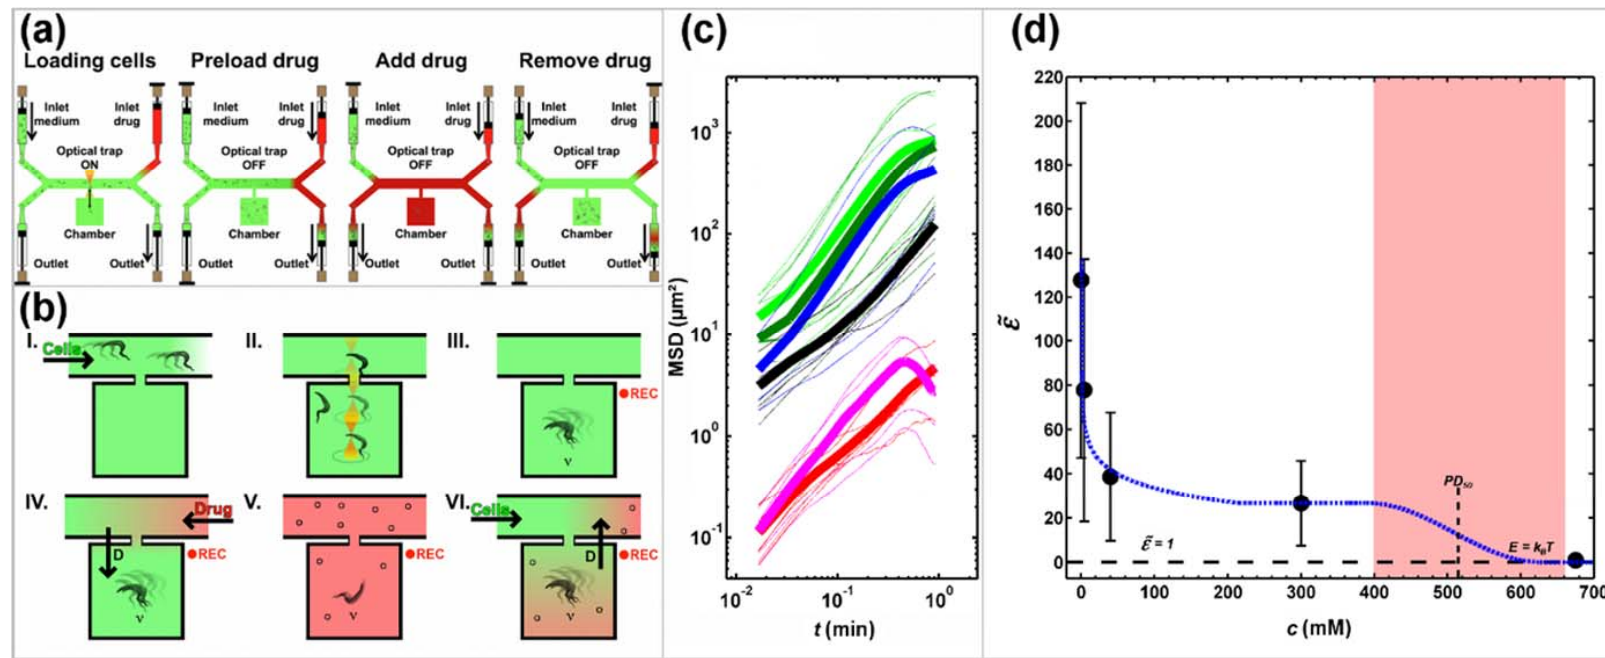 (a)
Loading cells Preload drug Add drug Remove drug
Inlet medium Inlet drug Inlet medium Inlet drug Inlet medium Inlet drug Inlet medium Inlet drug
Optical trap ON Optical trap OFF Optical trap OFF Optical trap OFF
Chamber Chamber Chamber Chamber
Outlet Outlet Outlet Outlet Outlet Outlet Outlet Outlet
(b)
I. II. III.
Cells
REC
ν
IV. V. VI.
Drug Cells
D REC REC D REC
ν ν ν
(c)
MSD (μm²)
10³
10²
10¹
10⁰
10⁻¹
10⁻² 10⁻¹ 10⁰
t (min)
(d)
220
200
180
160
140
120
100
80
60
40
20
0
ε̃
PD₅₀
ε̃ = 1
E = k_BT
0 100 200 300 400 500 600 700
c (mM)